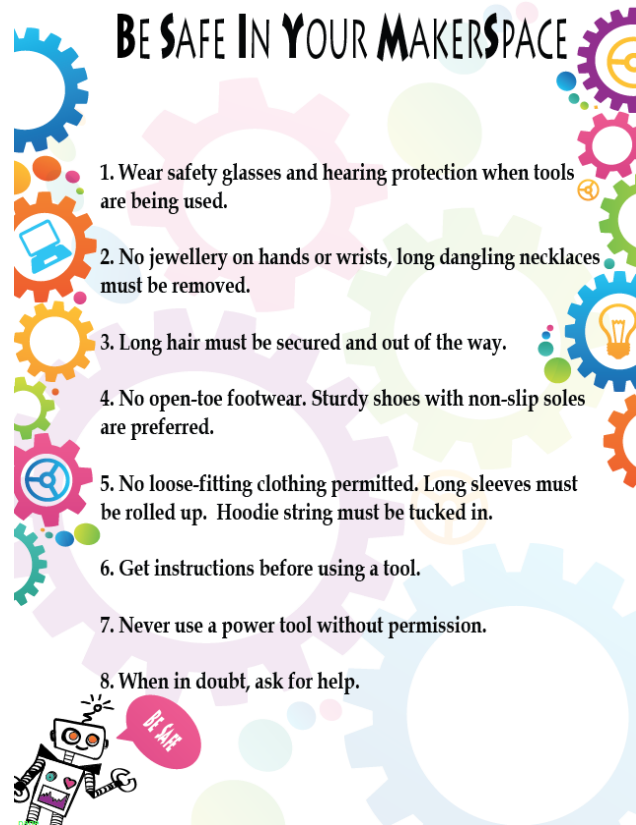 BE SAFE IN YOUR MAKERSPACE
1. Wear safety glasses and hearing protection when tools
are being used.
2. No jewellery on hands or wrists, long dangling necklaces
must be removed.
3. Long hair must be secured and out of the way.
4. No open-toe footwear. Sturdy shoes with non-slip soles
are preferred.
5. No loose-fitting clothing permitted. Long sleeves must
be rolled up.  Hoodie string must be tucked in.
6. Get instructions before using a tool.
7. Never use a power tool without permission.
8. When in doubt, ask for help.
BE SAFE